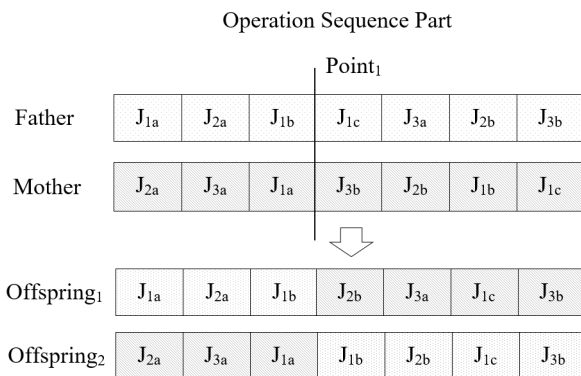 Operation Sequence Part
Point₁
Father J₁ₐ J₂ₐ J₁b J₁c J₃ₐ J₂b J₃b
Mother J₂ₐ J₃ₐ J₁ₐ J₃b J₂b J₁b J₁c
Offspring₁ J₁ₐ J₂ₐ J₁b J₂b J₃ₐ J₁c J₃b
Offspring₂ J₂ₐ J₃ₐ J₁ₐ J₁b J₂b J₁c J₃b